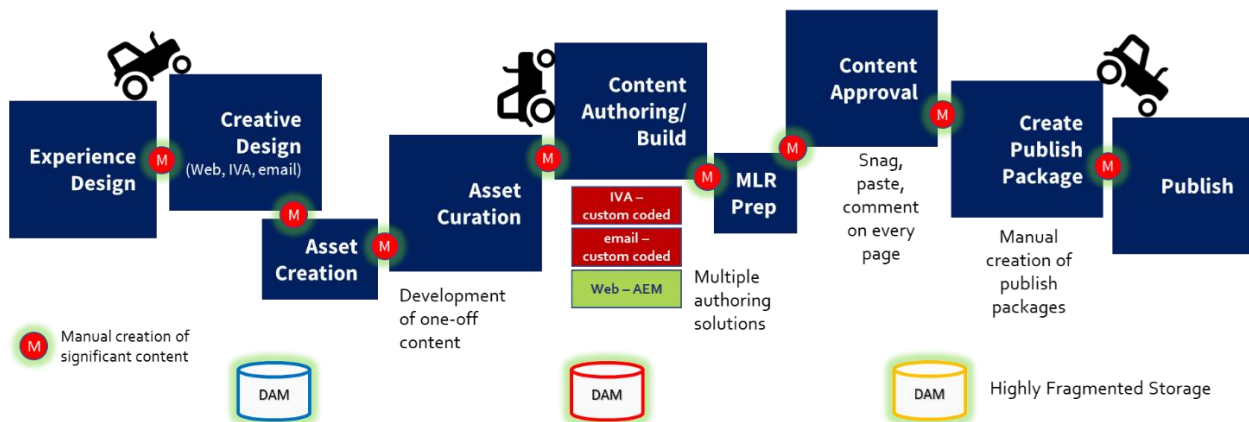 Experience
Design
M
Creative
Design
(Web, IVA, email)
M
Asset
Creation
M
Asset
Curation
Development
of one-off
content
M
Content
Authoring/
Build
IVA –
custom coded
email –
custom coded
Web – AEM
Multiple
authoring
solutions
M
MLR
Prep
M
Content
Approval
Snag,
paste,
comment
on every
page
M
Create
Publish
Package
Manual
creation of
publish
packages
M
Publish
M
Manual creation of
significant content
DAM
DAM
DAM
Highly Fragmented Storage